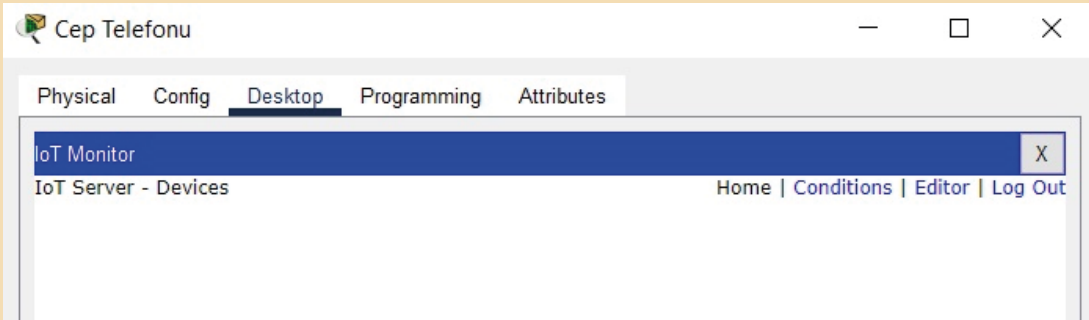 Cep Telefonu
Physical Config Desktop Programming Attributes
IoT Monitor X
IoT Server - Devices Home | Conditions | Editor | Log Out